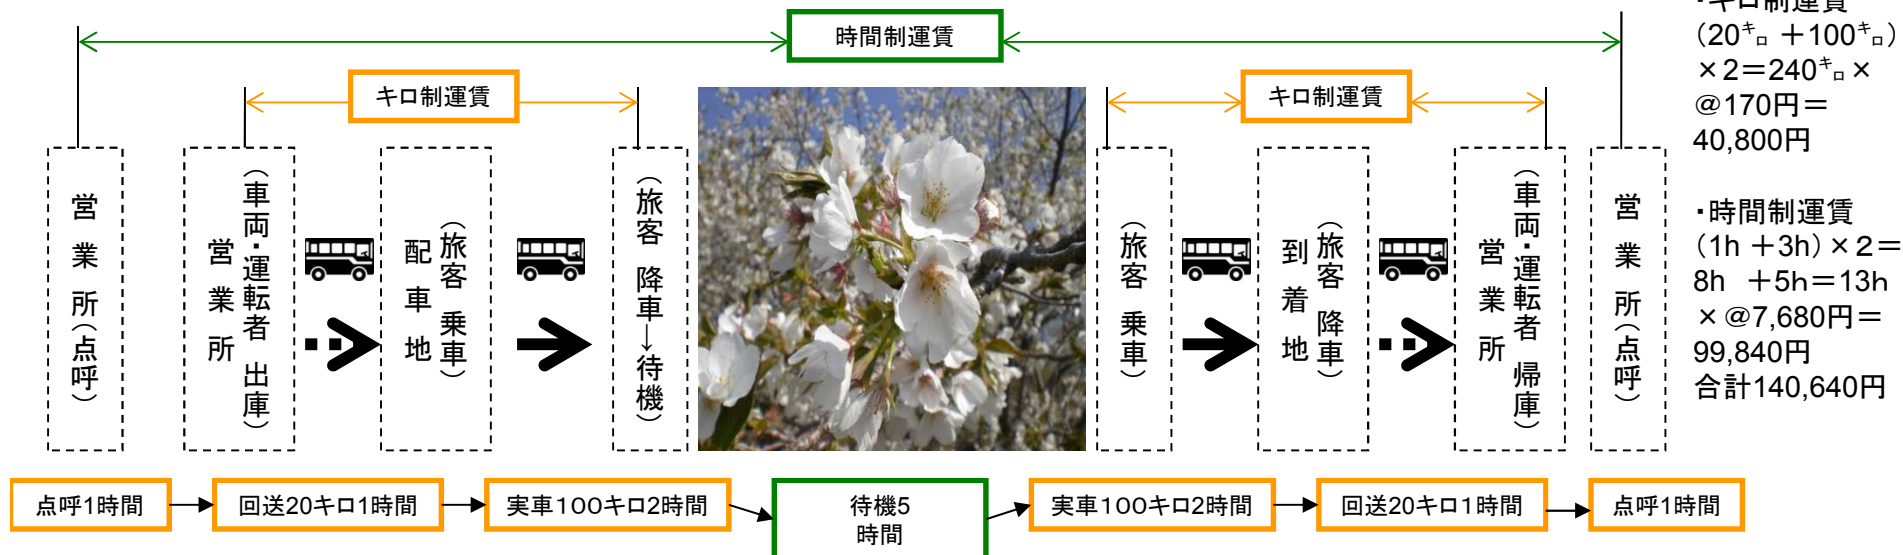 時間制運賃
キロ制運賃
キロ制運賃
営業所(点呼)
(車両・運転者 出庫)
営業所
(旅客 乗車)
配車地
(旅客 降車→待機)
(旅客 乗車)
(旅客 降車)
到着地
(車両・運転者 帰庫)
営業所
営業所(点呼)
点呼1時間
回送20キロ1時間
実車100キロ2時間
待機5
時間
実車100キロ2時間
回送20キロ1時間
点呼1時間
・キロ制運賃
(20キロ +100キロ)
×2=240キロ×
@170円=
40,800円
・時間制運賃
(1h +3h)×2=
8h +5h=13h
×@7,680円=
99,840円
合計140,640円